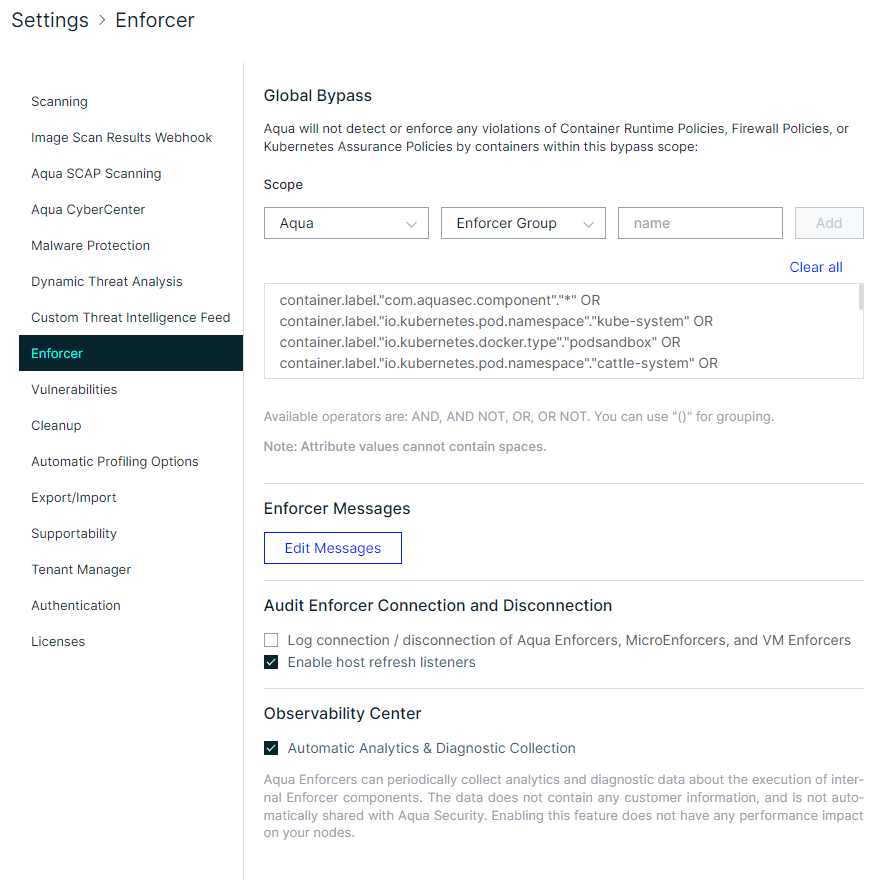 Settings > Enforcer
Scanning
Image Scan Results Webhook
Aqua SCAP Scanning
Aqua CyberCenter
Malware Protection
Dynamic Threat Analysis
Custom Threat Intelligence Feed
Enforcer
Vulnerabilities
Cleanup
Automatic Profiling Options
Export/Import
Supportability
Tenant Manager
Authentication
Licenses
Global Bypass
Aqua will not detect or enforce any violations of Container Runtime Policies, Firewall Policies, or
Kubernetes Assurance Policies by containers within this bypass scope:
Scope
Aqua Enforcer Group name Add
Clear all
container.label."com.aquasec.component"."*" OR
container.label."io.kubernetes.pod.namespace"."kube-system" OR
container.label."io.kubernetes.docker.type"."podsandbox" OR
container.label."io.kubernetes.pod.namespace"."cattle-system" OR
Available operators are: AND, AND NOT, OR, OR NOT. You can use "()" for grouping.
Note: Attribute values cannot contain spaces.
Enforcer Messages
Edit Messages
Audit Enforcer Connection and Disconnection
Log connection / disconnection of Aqua Enforcers, MicroEnforcers, and VM Enforcers
Enable host refresh listeners
Observability Center
Automatic Analytics & Diagnostic Collection
Aqua Enforcers can periodically collect analytics and diagnostic data about the execution of inter-
nal Enforcer components. The data does not contain any customer information, and is not auto-
matically shared with Aqua Security. Enabling this feature does not have any performance impact
on your nodes.